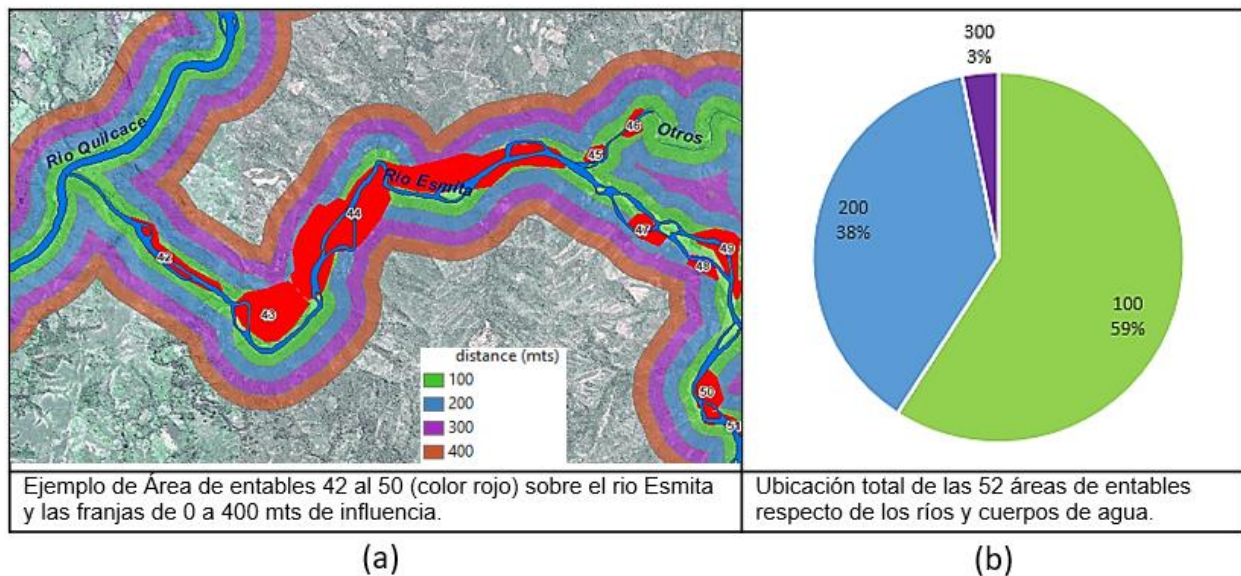 Rio Quilcace
Rio Esmita
Otros
42
43
44
45
46
47
48
49
50
51
distance (mts)
100
200
300
400
300
3%
200
38%
100
59%
Ejemplo de Área de entables 42 al 50 (color rojo) sobre el rio Esmita
y las franjas de 0 a 400 mts de influencia.
Ubicación total de las 52 áreas de entables
respecto de los ríos y cuerpos de agua.
(a)
(b)